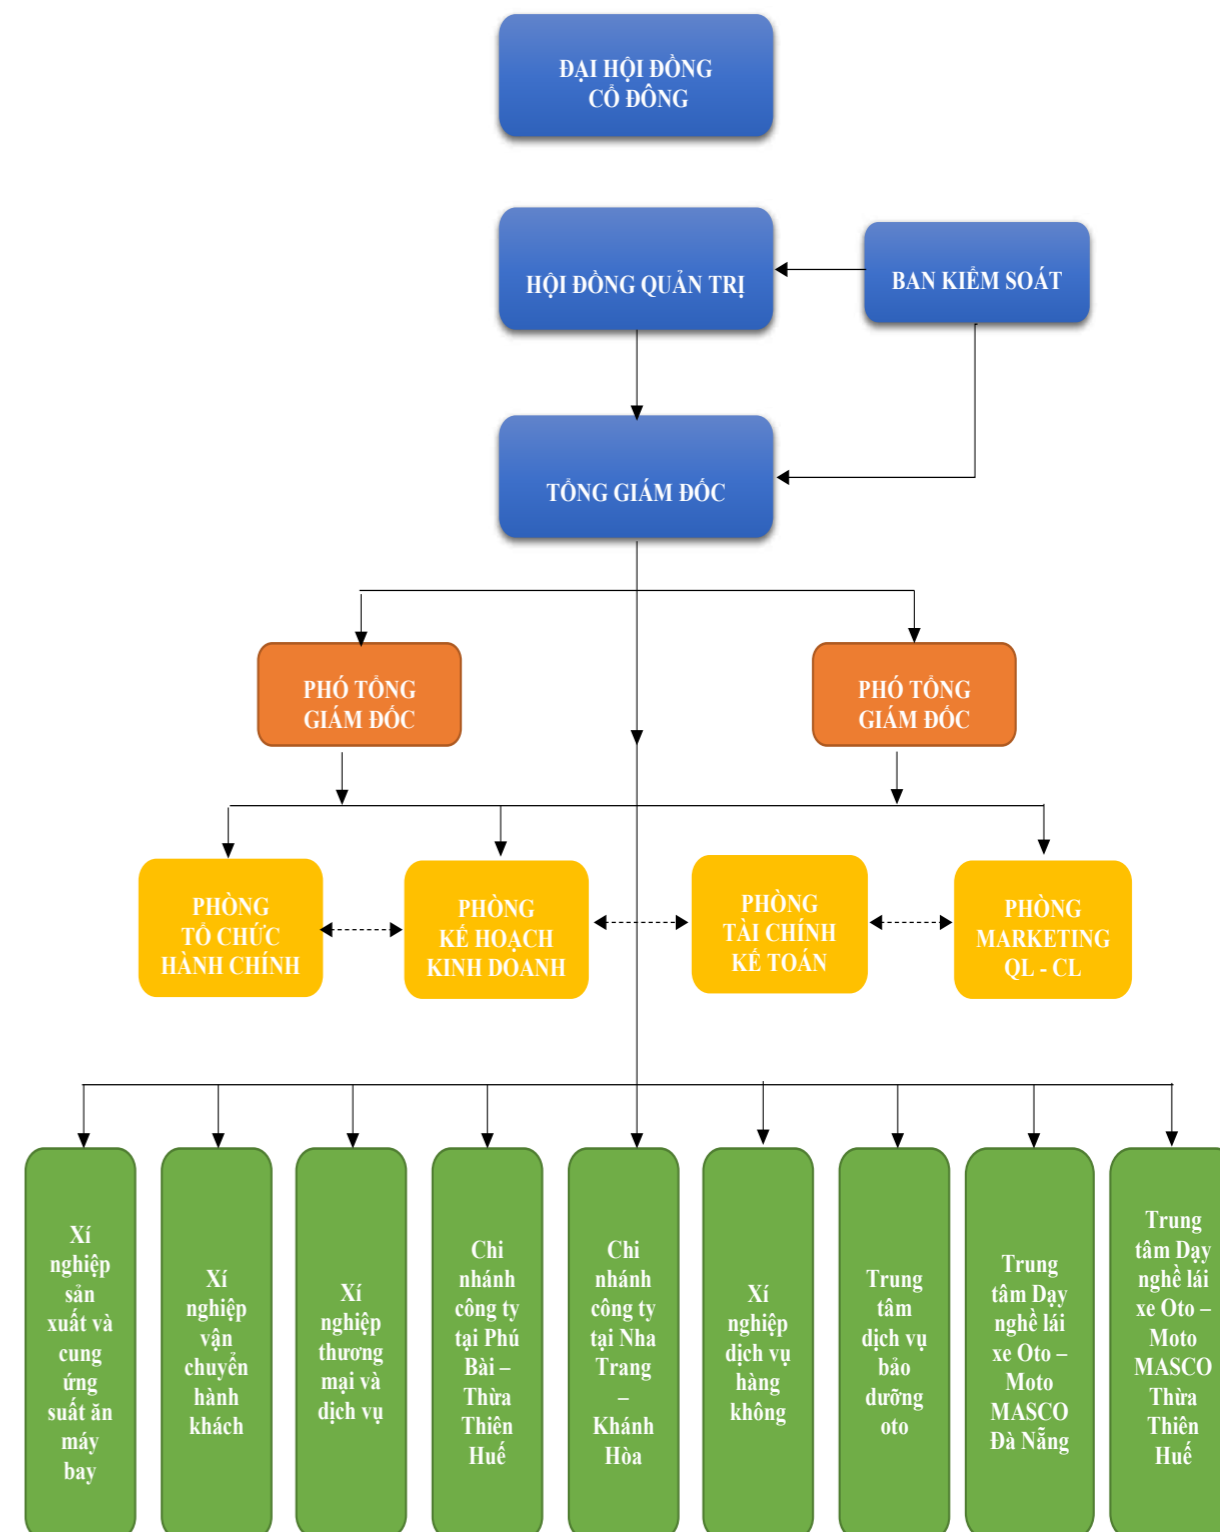 ĐẠI HỘI ĐỒNG
CỔ ĐÔNG
HỘI ĐỒNG QUẢN TRỊ
BAN KIỂM SOÁT
TỔNG GIÁM ĐỐC
PHÓ TỔNG
GIÁM ĐỐC
PHÓ TỔNG
GIÁM ĐỐC
PHÒNG
TỔ CHỨC
HÀNH CHÍNH
PHÒNG
KẾ HOẠCH
KINH DOANH
PHÒNG
TÀI CHÍNH
KẾ TOÁN
PHÒNG
MARKETING
QL - CL
Xí
nghiệp
sản
xuất và
cung
ứng
suất ăn
máy
bay
Xí
nghiệp
vận
chuyển
hành
khách
Xí
nghiệp
thương
mại và
dịch vụ
Chi
nhánh
công ty
tại Phú
Bài –
Thừa
Thiên
Huế
Chi
nhánh
công ty
tại Nha
Trang
–
Khánh
Hòa
Xí
nghiệp
dịch vụ
hàng
không
Trung
tâm
dịch vụ
bảo
dưỡng
oto
Trung
tâm Dạy
nghề lái
xe Oto –
Moto
MASCO
Đà Nẵng
Trung
tâm Dạy
nghề lái
xe Oto –
Moto
MASCO
Thừa
Thiên
Huế